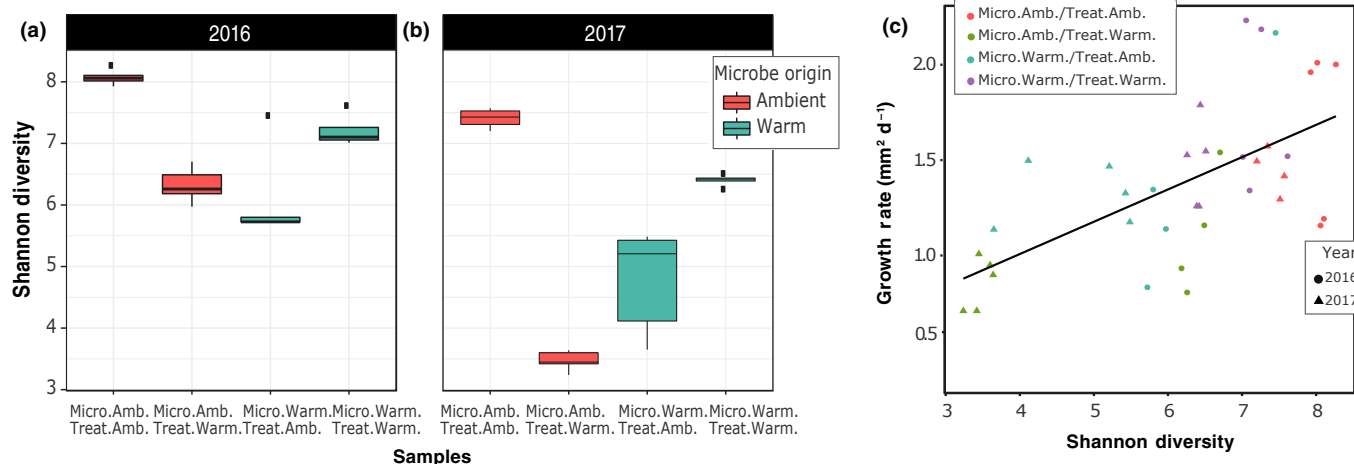 (a)
2016
(b)
2017
Shannon diversity
8
7
6
5
4
3
Microbe origin
Ambient
Warm
Micro.Amb. Micro.Amb. Micro.Warm. Micro.Warm.
Treat.Amb. Treat.Warm. Treat.Amb. Treat.Warm.
Micro.Amb. Micro.Amb. Micro.Warm. Micro.Warm.
Treat.Amb. Treat.Warm. Treat.Amb. Treat.Warm.
Samples
(c)
Micro.Amb./Treat.Amb.
Micro.Amb./Treat.Warm.
Micro.Warm./Treat.Amb.
Micro.Warm./Treat.Warm.
Growth rate (mm² d⁻¹)
2.0
1.5
1.0
0.5
Year
2016
2017
3 4 5 6 7 8
Shannon diversity